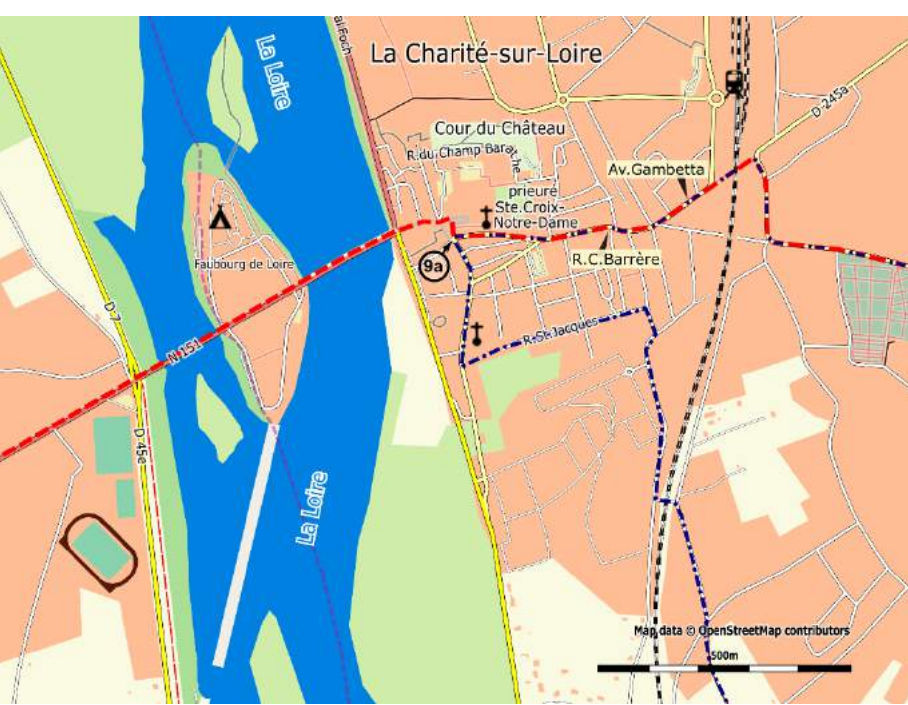 La Charité-sur-Loire
La Loire
D-245a
Cour du Château
R.du Champ Barathe
Av.Gambetta
prieuré
Ste.Croix-
Notre-Dame
9a
R.C.Barrère
Faubourg de Loire
D-7
N 151
R.St.Jacques
D 45e
La Loire
Map data © OpenStreetMap contributors
500m